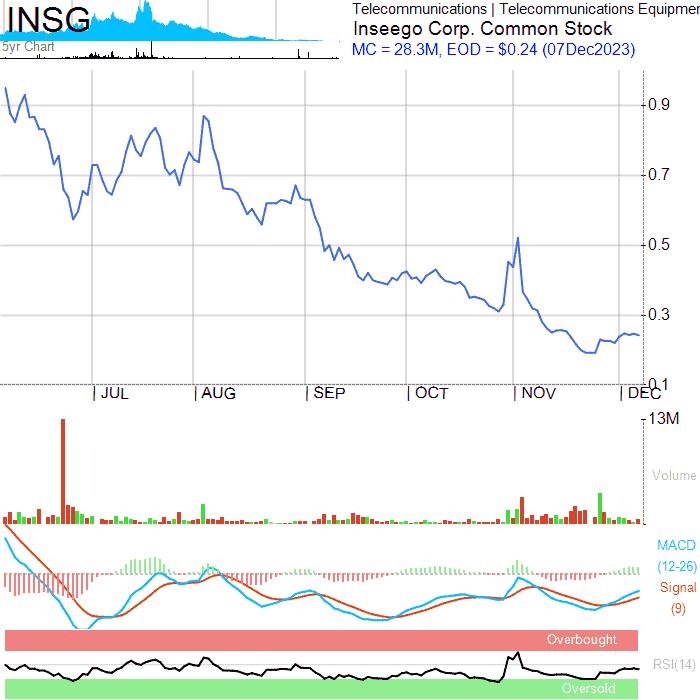 INSG
5yr Chart
Telecommunications | Telecommunications Equipmen
Inseego Corp. Common Stock
MC = 28.3M, EOD = $0.24 (07Dec2023)
0.9
0.7
0.5
0.3
0.1
JUL AUG SEP OCT NOV DEC
13M
Volume
MACD
(12-26)
Signal
(9)
Overbought
RSI(14)
Oversold